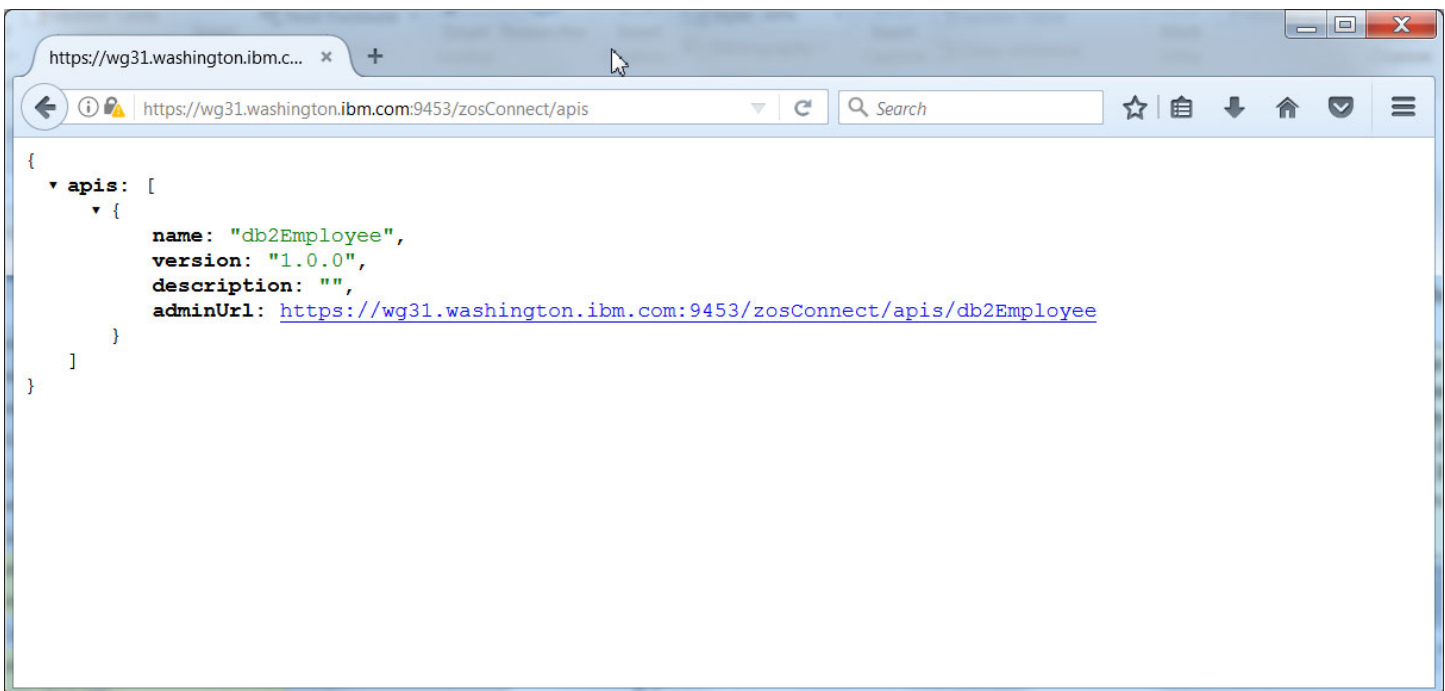 https://wg31.washington.ibm.c...
https://wg31.washington.ibm.com:9453/zosConnect/apis
Search
{
apis: [
{
name: "db2Employee",
version: "1.0.0",
description: "",
adminUrl: https://wg31.washington.ibm.com:9453/zosConnect/apis/db2Employee
}
]
}